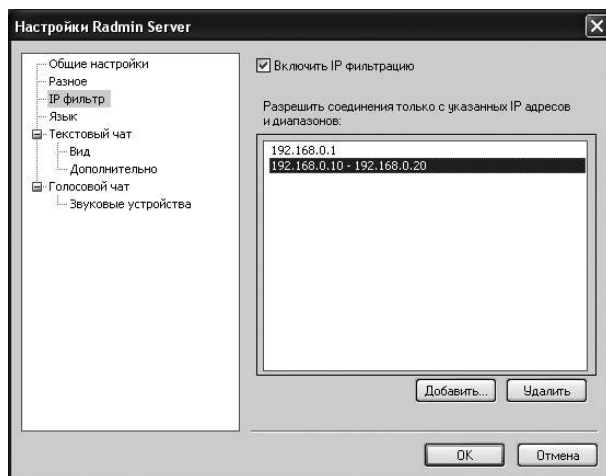 Настройки Radmin Server
Общие настройки
Разное
IP фильтр
Язык
Текстовый чат
Вид
Дополнительно
Голосовой чат
Звуковые устройства
Включить IP фильтрацию
Разрешить соединения только с указанных IP адресов
и диапазонов:
192.168.0.1
192.168.0.10 - 192.168.0.20
Добавить...
Удалить
OK
Отмена